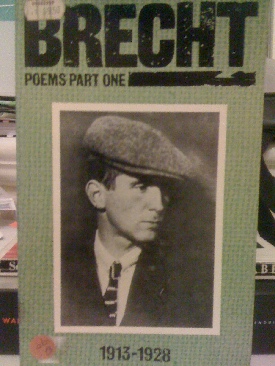 BRECHT
POEMS PART ONE
1913-1928